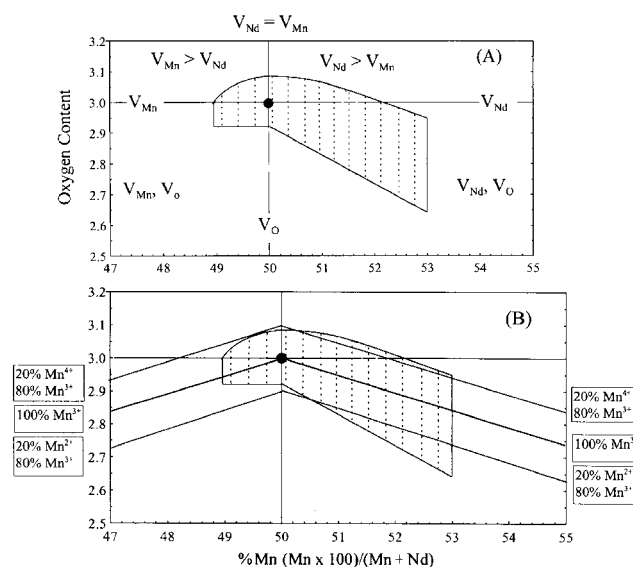 V_Nd = V_Mn
(A)
V_Mn > V_Nd
V_Nd > V_Mn
V_Mn
V_Nd
V_Mn, V_o
V_O
V_Nd, V_O
Oxygen Content
3.2
3.1
3.0
2.9
2.8
2.7
2.6
2.5
47 48 49 50 51 52 53 54 55
(B)
3.2
3.1
3.0
2.9
2.8
2.7
2.6
2.5
20% Mn⁴⁺
80% Mn³⁺
100% Mn³⁺
20% Mn²⁺
80% Mn³⁺
20% Mn⁴⁺
80% Mn³⁺
100% Mn³
20% Mn²⁺
80% Mn³⁺
47 48 49 50 51 52 53 54 55
%Mn (Mn x 100)/(Mn + Nd)